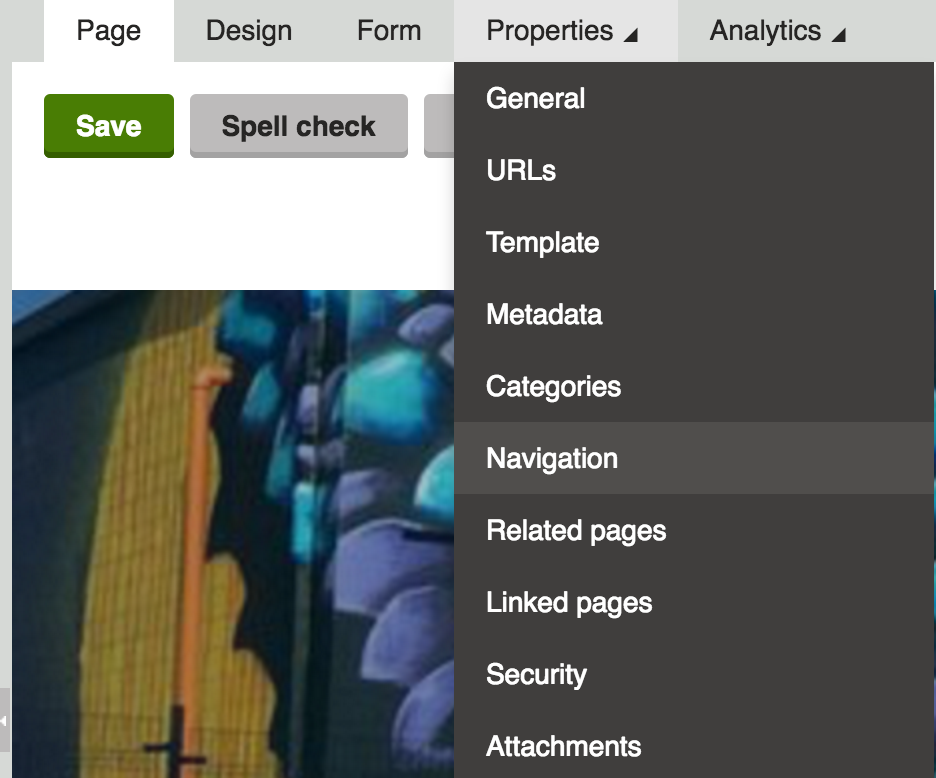 Page Design Form Properties Analytics
Save Spell check
General
URLs
Template
Metadata
Categories
Navigation
Related pages
Linked pages
Security
Attachments